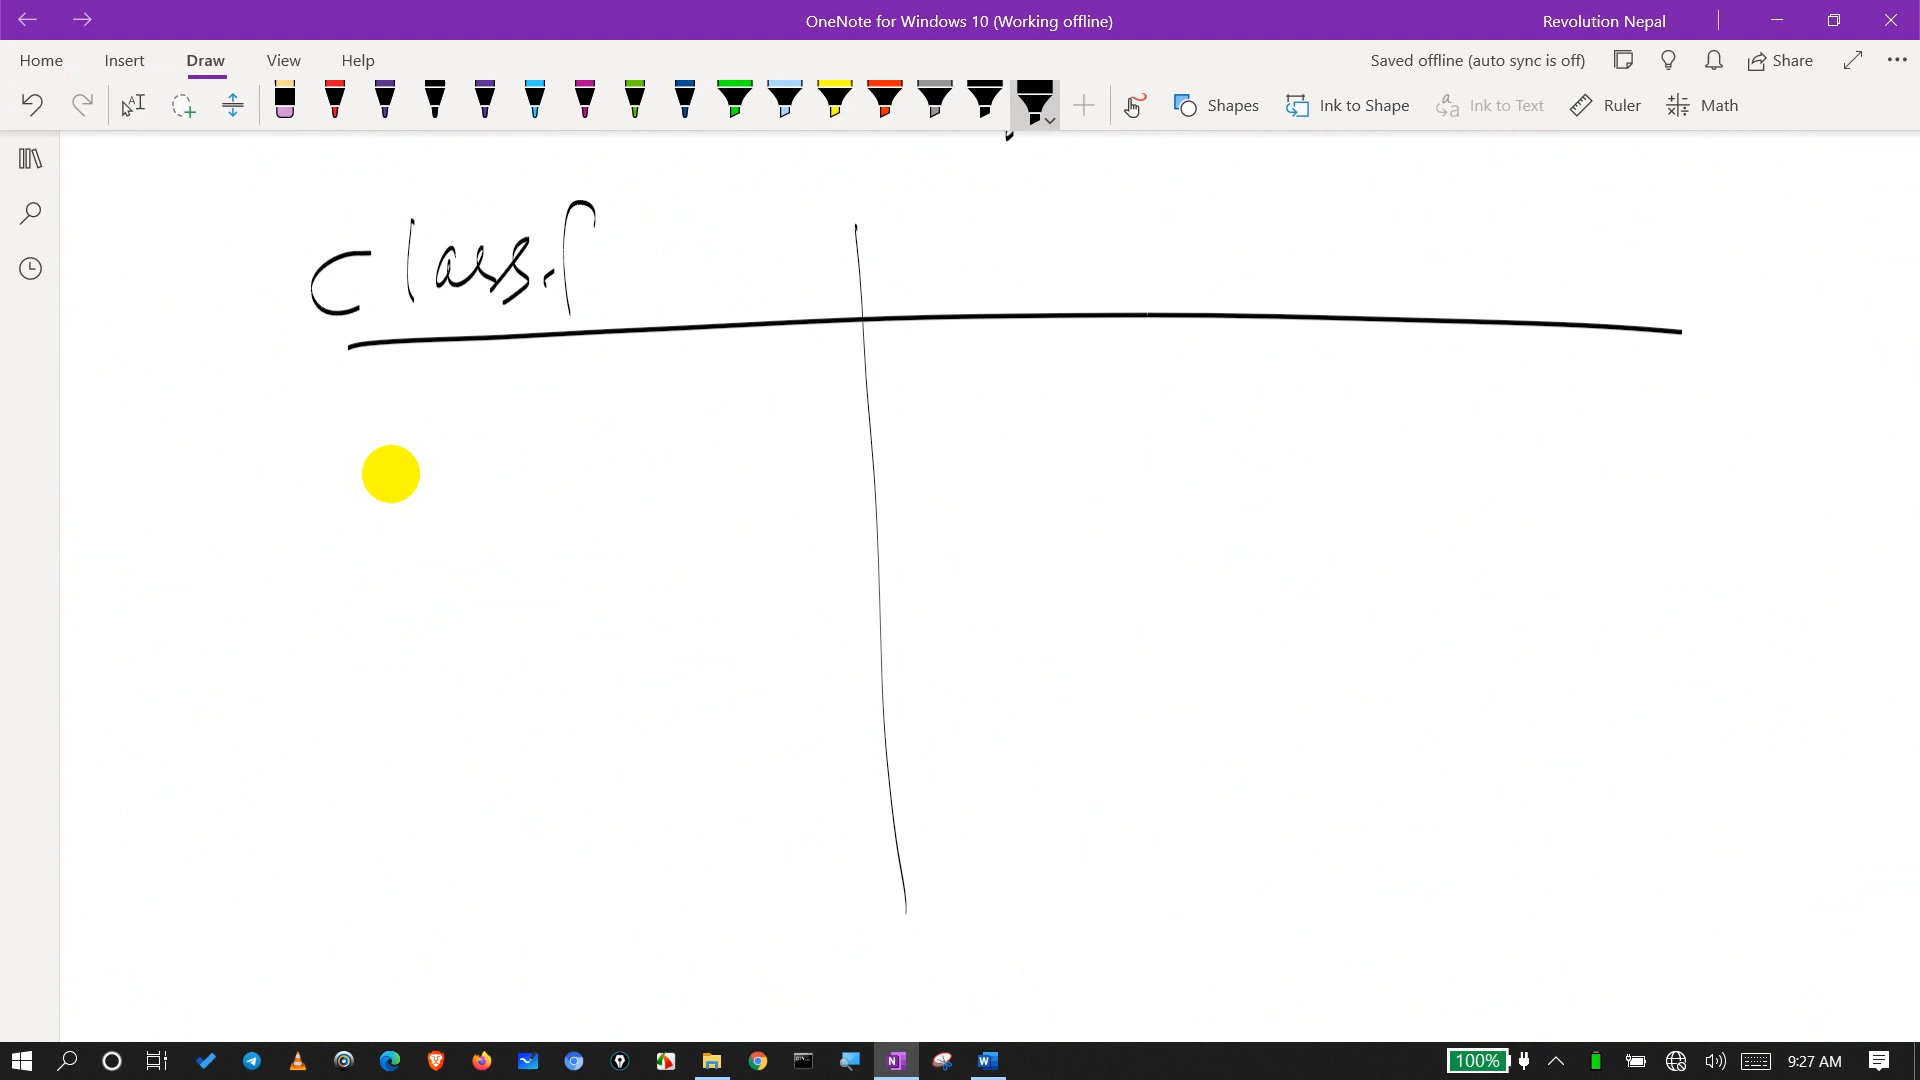 OneNote for Windows 10 (Working offline)
Revolution Nepal
Home Insert Draw View Help
Saved offline (auto sync is off)
Share
Shapes
Ink to Shape
Ink to Text
Ruler
Math
Class.f
100%
9:27 AM